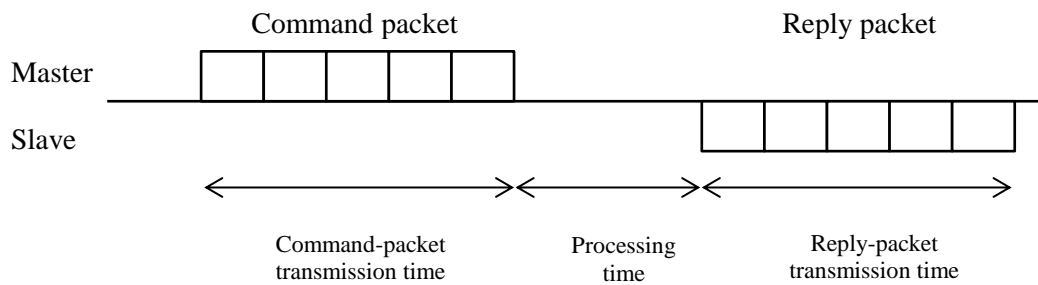 Command packet
Reply packet
Master
Slave
Command-packet
transmission time
Processing
time
Reply-packet
transmission time